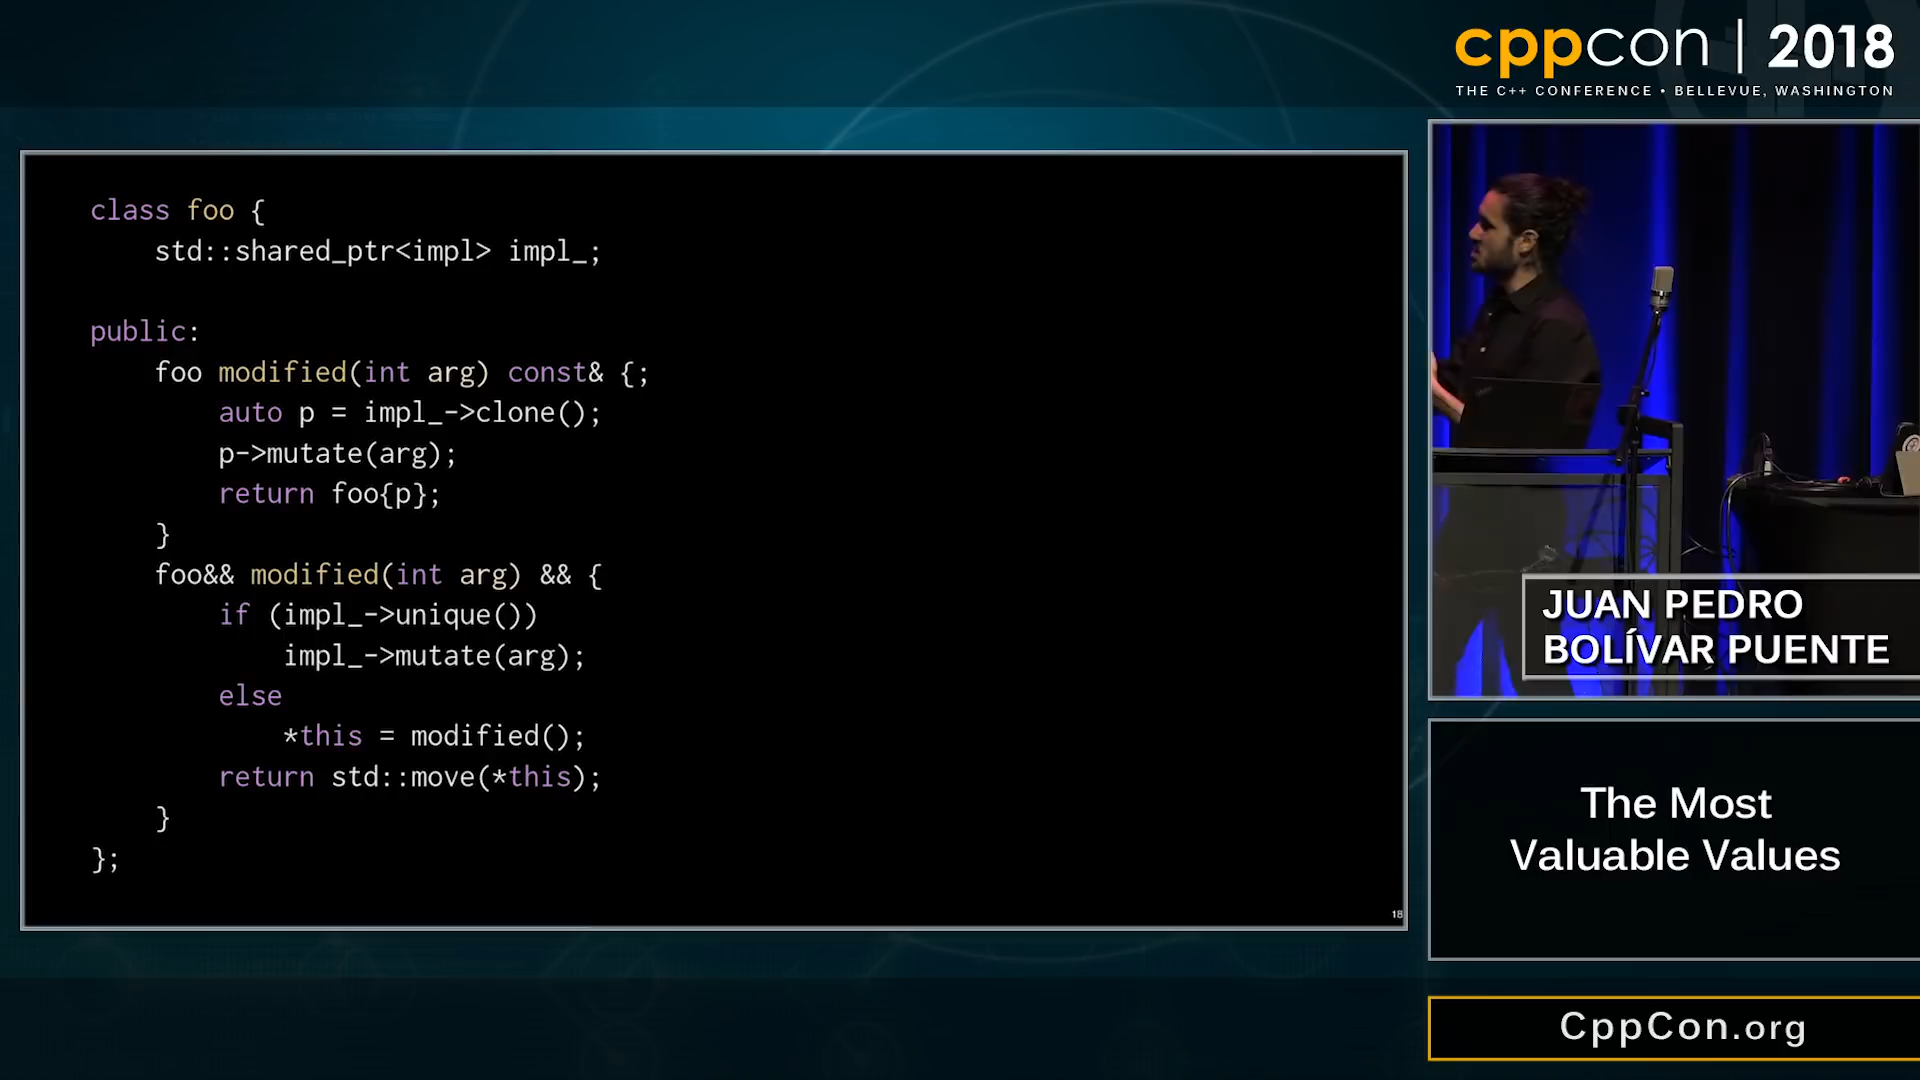 cppcon | 2018
THE C++ CONFERENCE • BELLEVUE, WASHINGTON
class foo {
    std::shared_ptr<impl> impl_;

public:
    foo modified(int arg) const& {;
        auto p = impl_->clone();
        p->mutate(arg);
        return foo{p};
    }
    foo&& modified(int arg) && {
        if (impl_->unique())
            impl_->mutate(arg);
        else
            *this = modified();
        return std::move(*this);
    }
};
18
JUAN PEDRO
BOLÍVAR PUENTE
The Most
Valuable Values
CppCon.org